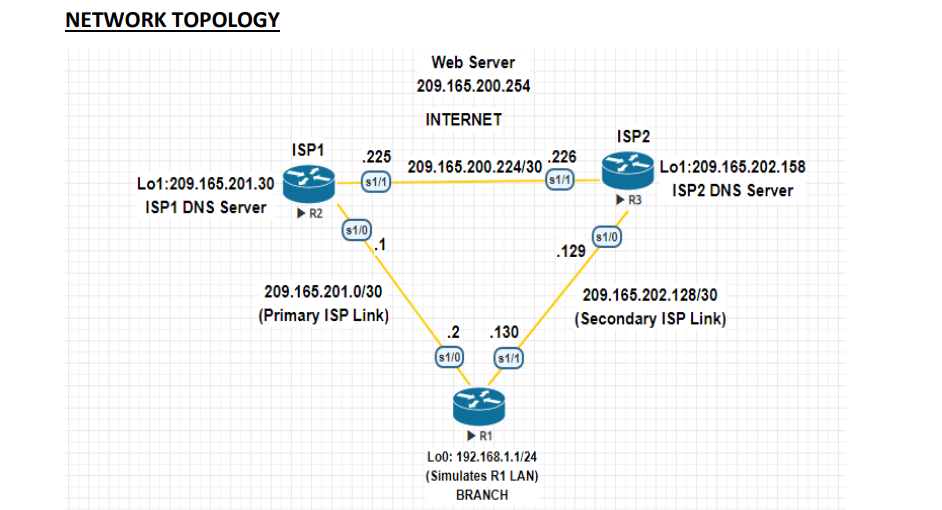 NETWORK TOPOLOGY
Web Server
209.165.200.254
INTERNET
ISP1
ISP2
.225
209.165.200.224/30
.226
s1/1
s1/1
Lo1:209.165.201.30
ISP1 DNS Server
R2
Lo1:209.165.202.158
ISP2 DNS Server
R3
s1/0
.1
s1/0
.129
209.165.201.0/30
(Primary ISP Link)
209.165.202.128/30
(Secondary ISP Link)
.2
.130
s1/0
s1/1
R1
Lo0: 192.168.1.1/24
(Simulates R1 LAN)
BRANCH